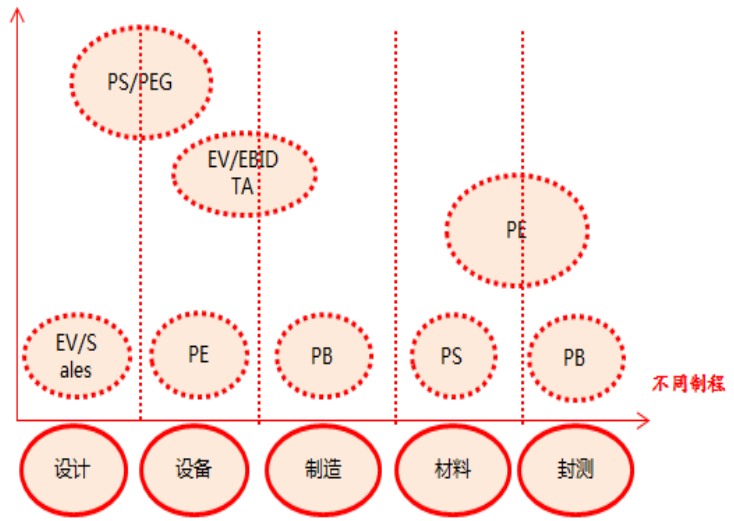 PS/PEG
EV/EBID
TA
PE
EV/S
ales
PE
PB
PS
PB
不同制程
设计
设备
制造
材料
封测